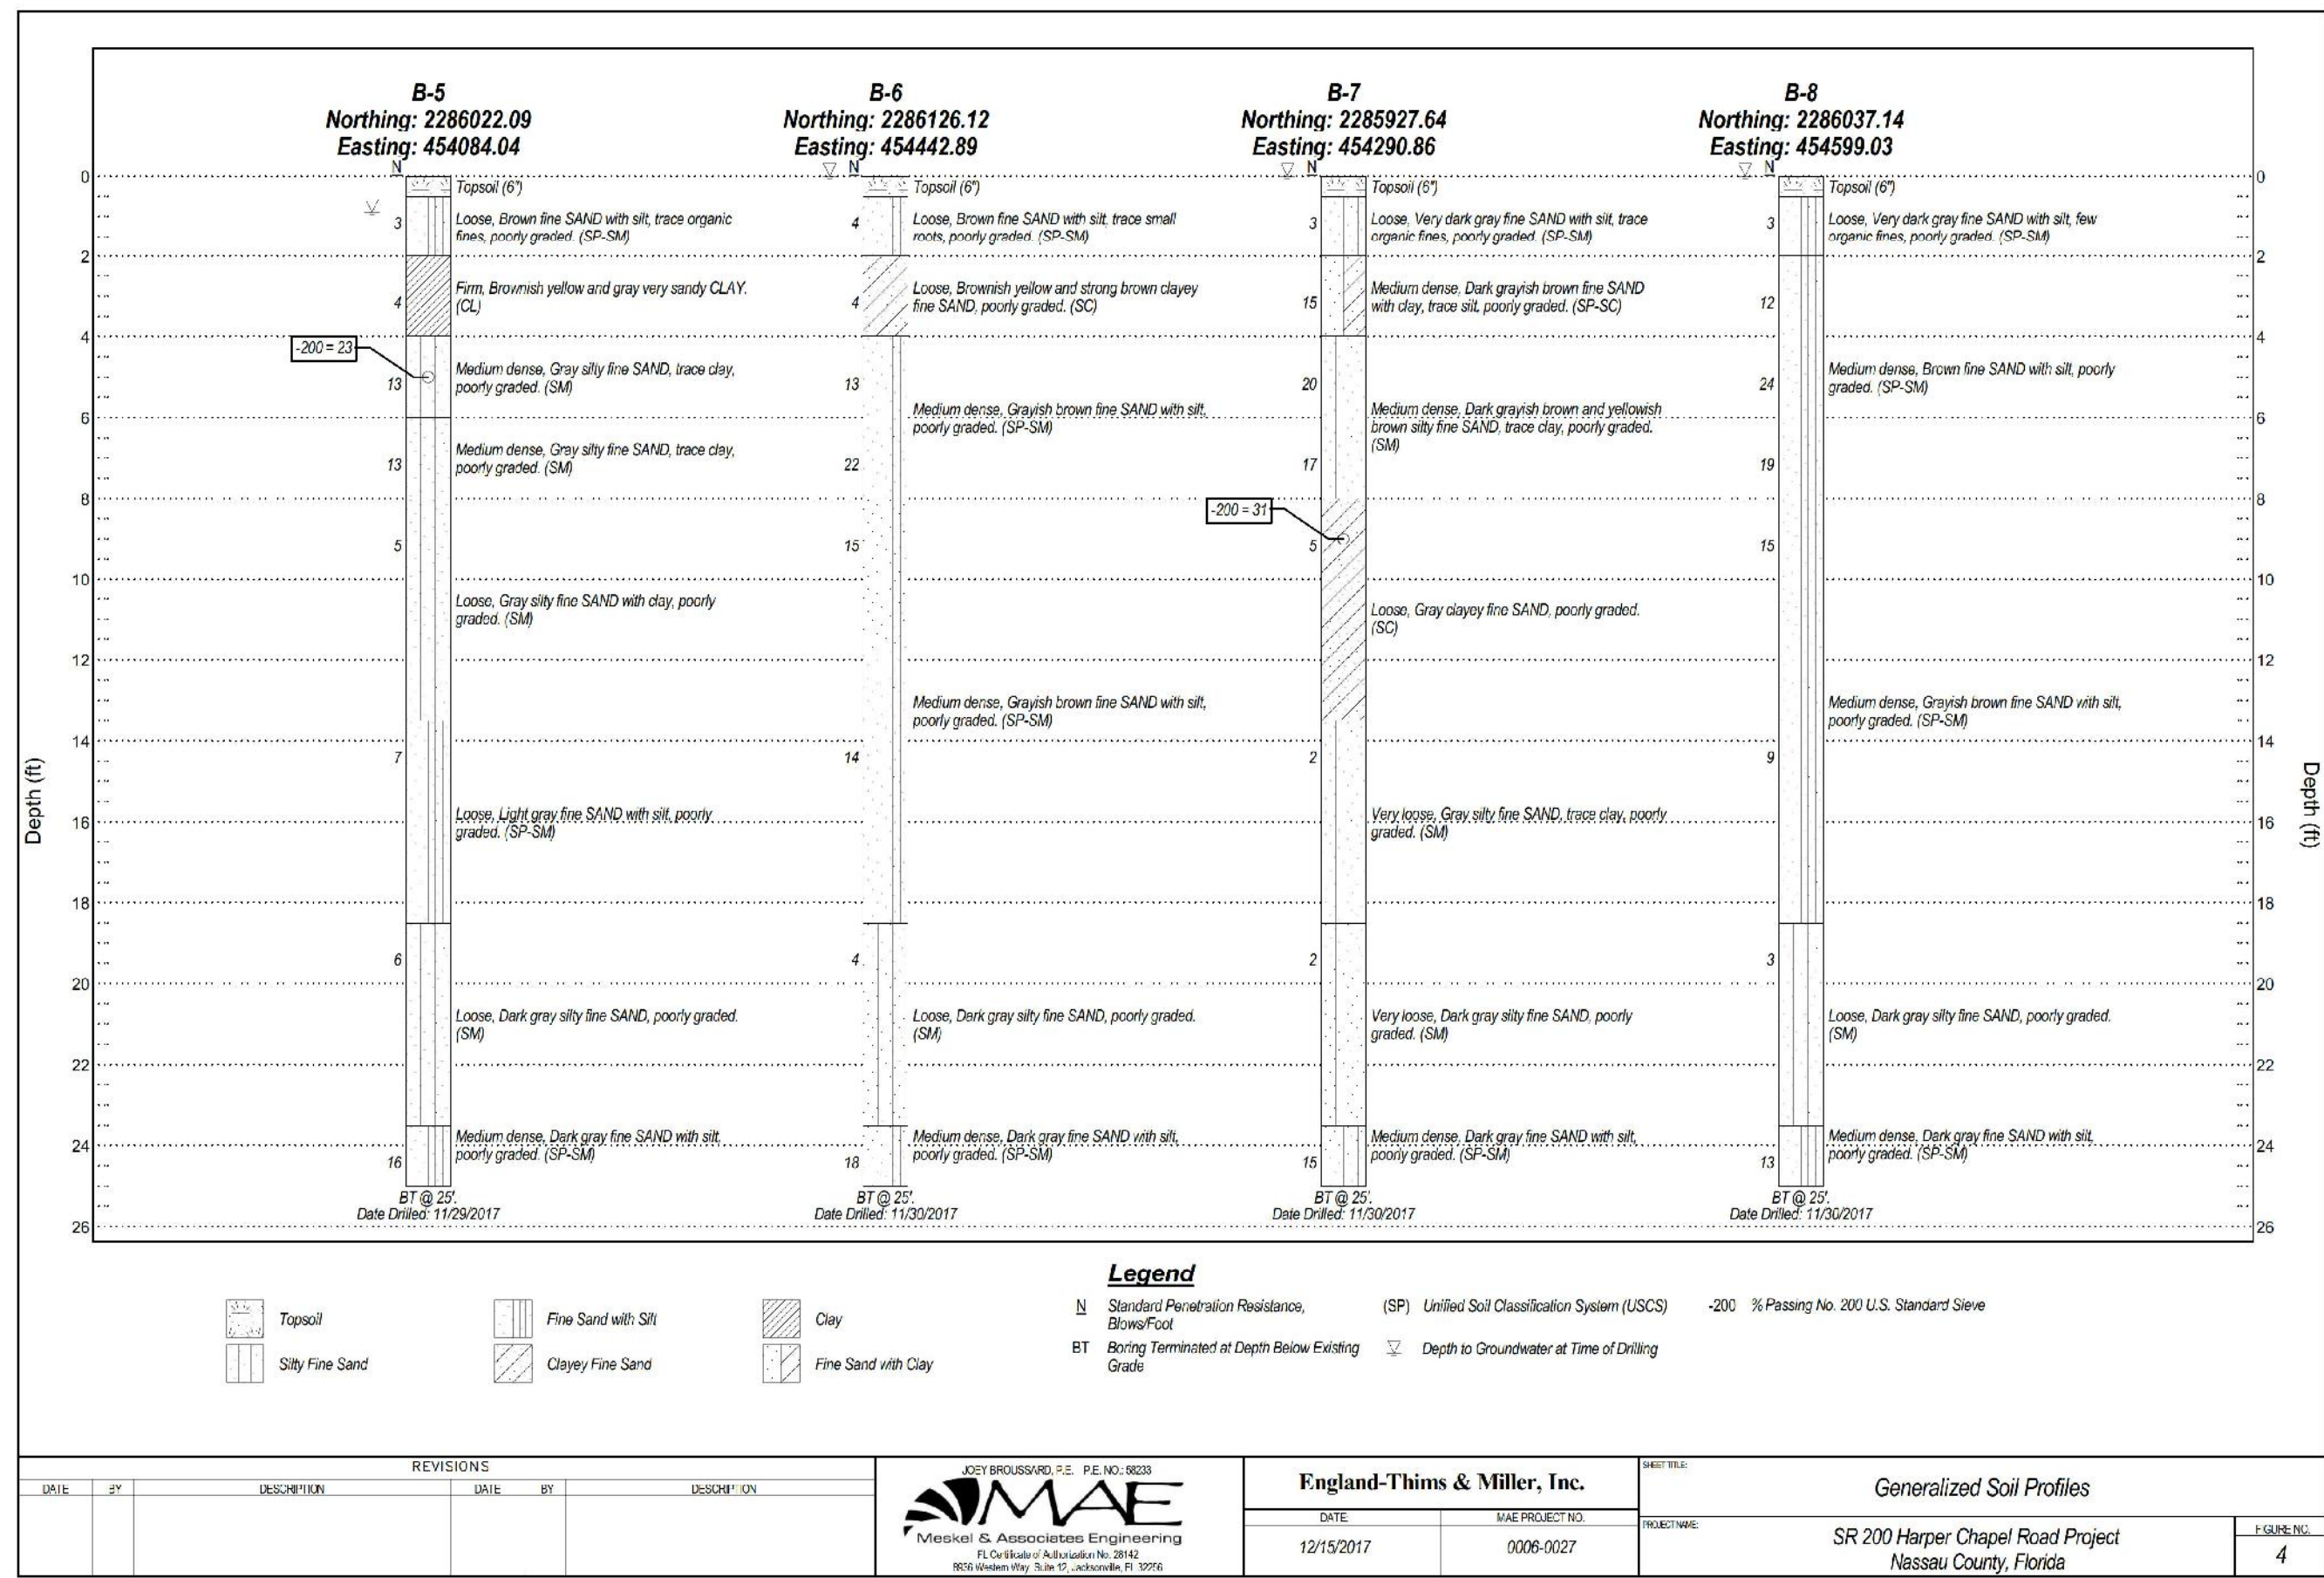 B-5
Northing: 2286022.09
Easting: 454084.04
B-6
Northing: 2286126.12
Easting: 454442.89
B-7
Northing: 2285927.64
Easting: 454290.86
B-8
Northing: 2286037.14
Easting: 454599.03
Depth (ft)
0
2
4
6
8
10
12
14
16
18
20
22
24
26
N
3
4
13
13
5
7
6
16
-200 = 23
Topsoil (6")
Loose, Brown fine SAND with silt, trace organic
fines, poorly graded. (SP-SM)
Firm, Brownish yellow and gray very sandy CLAY.
(CL)
Medium dense, Gray silty fine SAND, trace clay,
poorly graded. (SM)
Medium dense, Gray silty fine SAND, trace clay,
poorly graded. (SM)
Loose, Gray silty fine SAND with clay, poorly
graded. (SM)
Loose, Light gray fine SAND with silt, poorly
graded. (SP-SM)
Loose, Dark gray silty fine SAND, poorly graded.
(SM)
Medium dense, Dark gray fine SAND with silt,
poorly graded. (SP-SM)
BT @ 25'.
Date Drilled: 11/29/2017
N
4
4
13
22
15
14
4
18
Topsoil (6")
Loose, Brown fine SAND with silt, trace small
roots, poorly graded. (SP-SM)
Loose, Brownish yellow and strong brown clayey
fine SAND, poorly graded. (SC)
Medium dense, Grayish brown fine SAND with silt,
poorly graded. (SP-SM)
Medium dense, Grayish brown fine SAND with silt,
poorly graded. (SP-SM)
Loose, Dark gray silty fine SAND, poorly graded.
(SM)
Medium dense, Dark gray fine SAND with silt,
poorly graded. (SP-SM)
BT @ 25'.
Date Drilled: 11/30/2017
N
3
15
20
17
5
2
2
15
-200 = 31
Topsoil (6")
Loose, Very dark gray fine SAND with silt, trace
organic fines, poorly graded. (SP-SM)
Medium dense, Dark grayish brown fine SAND
with clay, trace silt, poorly graded. (SP-SC)
Medium dense, Dark grayish brown and yellowish
brown silty fine SAND, trace clay, poorly graded.
(SM)
Loose, Gray clayey fine SAND, poorly graded.
(SC)
Very loose, Gray silty fine SAND, trace clay, poorly
graded. (SM)
Very loose, Dark gray silty fine SAND, poorly
graded. (SM)
Medium dense, Dark gray fine SAND with silt,
poorly graded. (SP-SM)
BT @ 25'.
Date Drilled: 11/30/2017
N
3
12
24
19
15
9
3
13
Topsoil (6")
Loose, Very dark gray fine SAND with silt, few
organic fines, poorly graded. (SP-SM)
Medium dense, Brown fine SAND with silt, poorly
graded. (SP-SM)
Medium dense, Grayish brown fine SAND with silt,
poorly graded. (SP-SM)
Loose, Dark gray silty fine SAND, poorly graded.
(SM)
Medium dense, Dark gray fine SAND with silt,
poorly graded. (SP-SM)
BT @ 25'.
Date Drilled: 11/30/2017
0
2
4
6
8
10
12
14
16
18
20
22
24
26
Depth (ft)
Legend
Topsoil
Fine Sand with Silt
Clay
Silty Fine Sand
Clayey Fine Sand
Fine Sand with Clay
N Standard Penetration Resistance,
Blows/Foot
(SP) Unified Soil Classification System (USCS)
-200 % Passing No. 200 U.S. Standard Sieve
BT Boring Terminated at Depth Below Existing
Grade
Depth to Groundwater at Time of Drilling
REVISIONS
DATE BY DESCRIPTION DATE BY DESCRIPTION
JOEY BROUSSARD, P.E. P.E. NO.: 58233
MAE
Meskel & Associates Engineering
FL Certificate of Authorization No. 28142
8936 Western Way, Suite 12, Jacksonville, FL 32256
England-Thims & Miller, Inc.
DATE:
12/15/2017
MAE PROJECT NO.
0006-0027
SHEET TITLE:
Generalized Soil Profiles
PROJECT NAME:
SR 200 Harper Chapel Road Project
Nassau County, Florida
FIGURE NO.
4